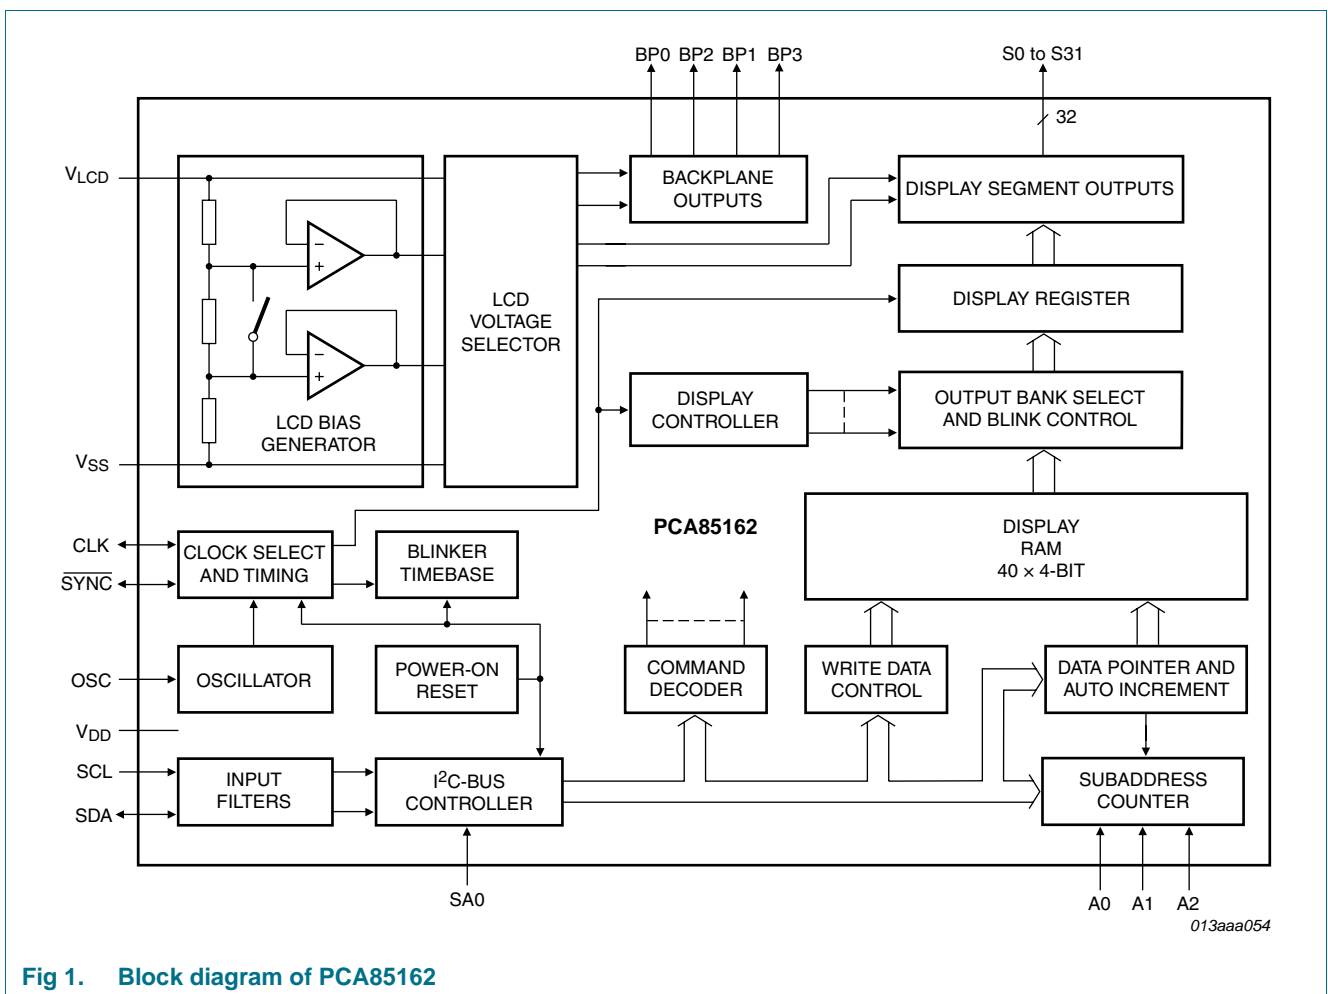 BP0 BP2 BP1 BP3
S0 to S31
32
VLCD
BACKPLANE
OUTPUTS
DISPLAY SEGMENT OUTPUTS
−
+
LCD
VOLTAGE
SELECTOR
DISPLAY REGISTER
−
+
LCD BIAS
GENERATOR
DISPLAY
CONTROLLER
OUTPUT BANK SELECT
AND BLINK CONTROL
VSS
PCA85162
DISPLAY
RAM
40 × 4-BIT
CLK
SYNC
CLOCK SELECT
AND TIMING
BLINKER
TIMEBASE
OSC
OSCILLATOR
POWER-ON
RESET
COMMAND
DECODER
WRITE DATA
CONTROL
DATA POINTER AND
AUTO INCREMENT
VDD
SCL
SDA
INPUT
FILTERS
I2C-BUS
CONTROLLER
SUBADDRESS
COUNTER
SA0
A0 A1 A2
013aaa054
Fig 1. Block diagram of PCA85162